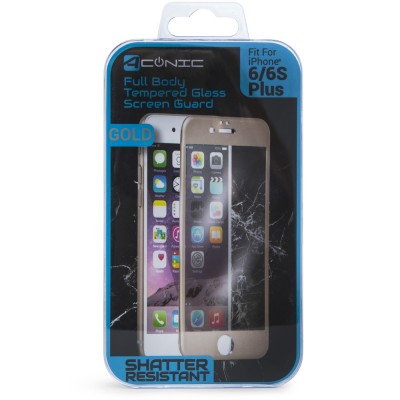 4CONIC
Full Body
Tempered Glass
Screen Guard
Fit For
iPhone®
6/6S
Plus
GOLD
SHATTER
RESISTANT